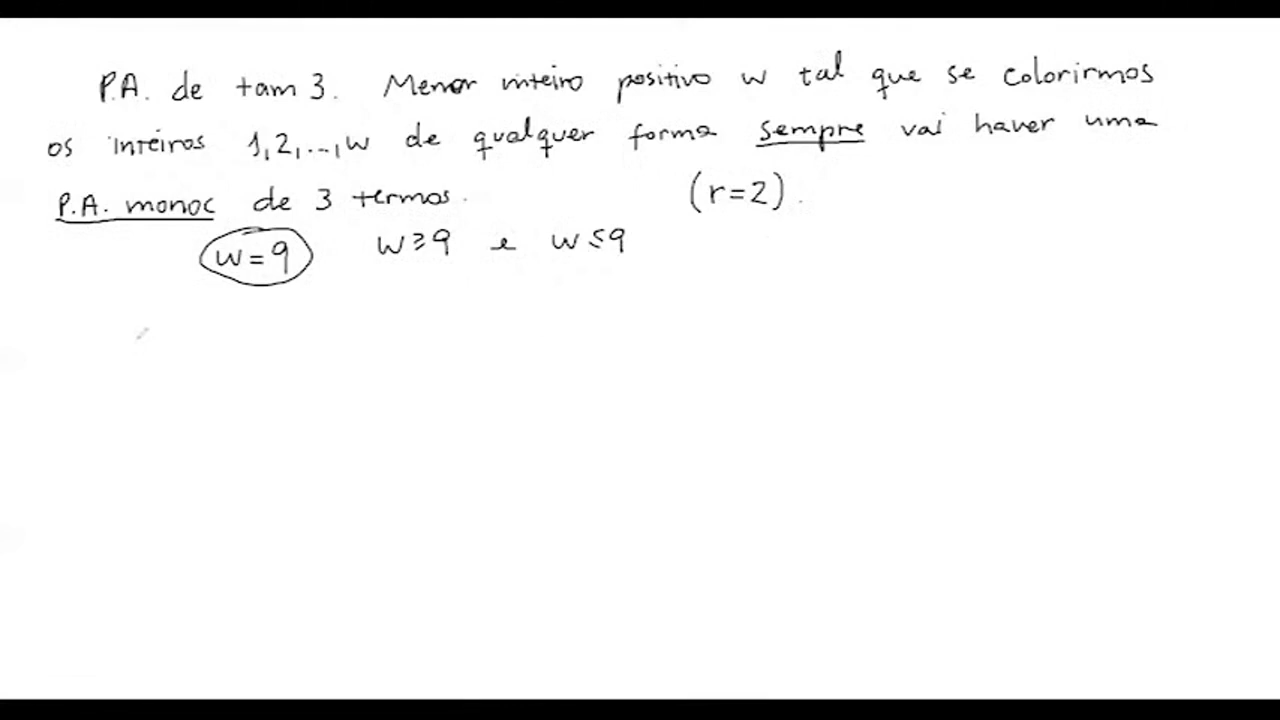 P.A. de tam 3. Menor inteiro positivo w tal que se colorirmos
os inteiros 1,2,...,w de qualquer forma sempre vai haver uma
P.A. monoc de 3 termos. (r=2).
w=9 w≥9 e w≤9